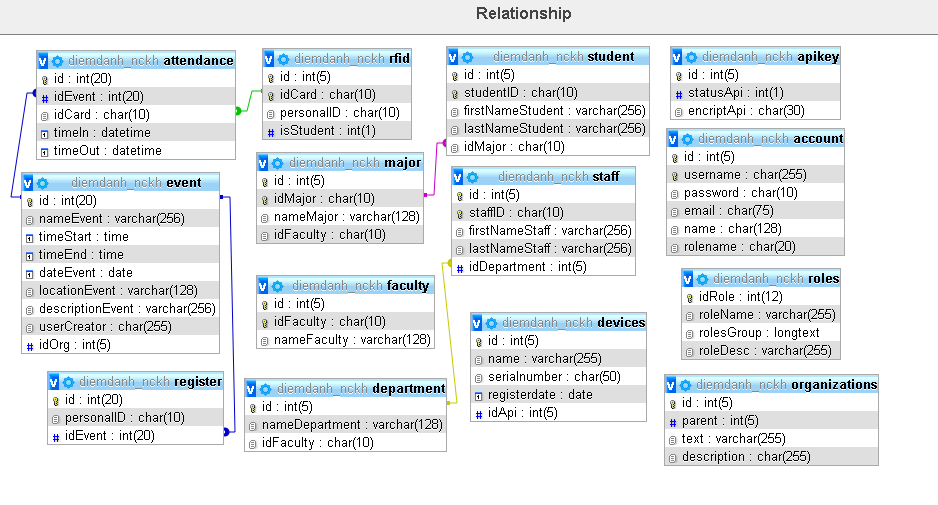 Relationship
diemdanh_nckh attendance
id : int(20)
idEvent : int(20)
idCard : char(10)
timeIn : datetime
timeOut : datetime
diemdanh_nckh rfid
id : int(5)
idCard : char(10)
personalID : char(10)
isStudent : int(1)
diemdanh_nckh student
id : int(5)
studentID : char(10)
firstNameStudent : varchar(256)
lastNameStudent : varchar(256)
idMajor : char(10)
diemdanh_nckh apikey
id : int(5)
statusApi : int(1)
encriptApi : char(30)
diemdanh_nckh account
id : int(5)
username : char(255)
password : char(10)
email : char(75)
name : char(128)
rolename : char(20)
diemdanh_nckh major
id : int(5)
idMajor : char(10)
nameMajor : varchar(128)
idFaculty : char(10)
diemdanh_nckh staff
id : int(5)
staffID : char(10)
firstNameStaff : varchar(256)
lastNameStaff : varchar(256)
idDepartment : int(5)
diemdanh_nckh event
id : int(20)
nameEvent : varchar(256)
timeStart : time
timeEnd : time
dateEvent : date
locationEvent : varchar(128)
descriptionEvent : varchar(256)
userCreator : char(255)
idOrg : int(5)
diemdanh_nckh faculty
id : int(5)
idFaculty : char(10)
nameFaculty : varchar(128)
diemdanh_nckh roles
idRole : int(12)
roleName : varchar(255)
rolesGroup : longtext
roleDesc : varchar(255)
diemdanh_nckh devices
id : int(5)
name : varchar(255)
serialnumber : char(50)
registerdate : date
idApi : int(5)
diemdanh_nckh register
id : int(20)
personalID : char(10)
idEvent : int(20)
diemdanh_nckh department
id : int(5)
nameDepartment : varchar(128)
idFaculty : char(10)
diemdanh_nckh organizations
id : int(5)
parent : int(5)
text : varchar(255)
description : char(255)